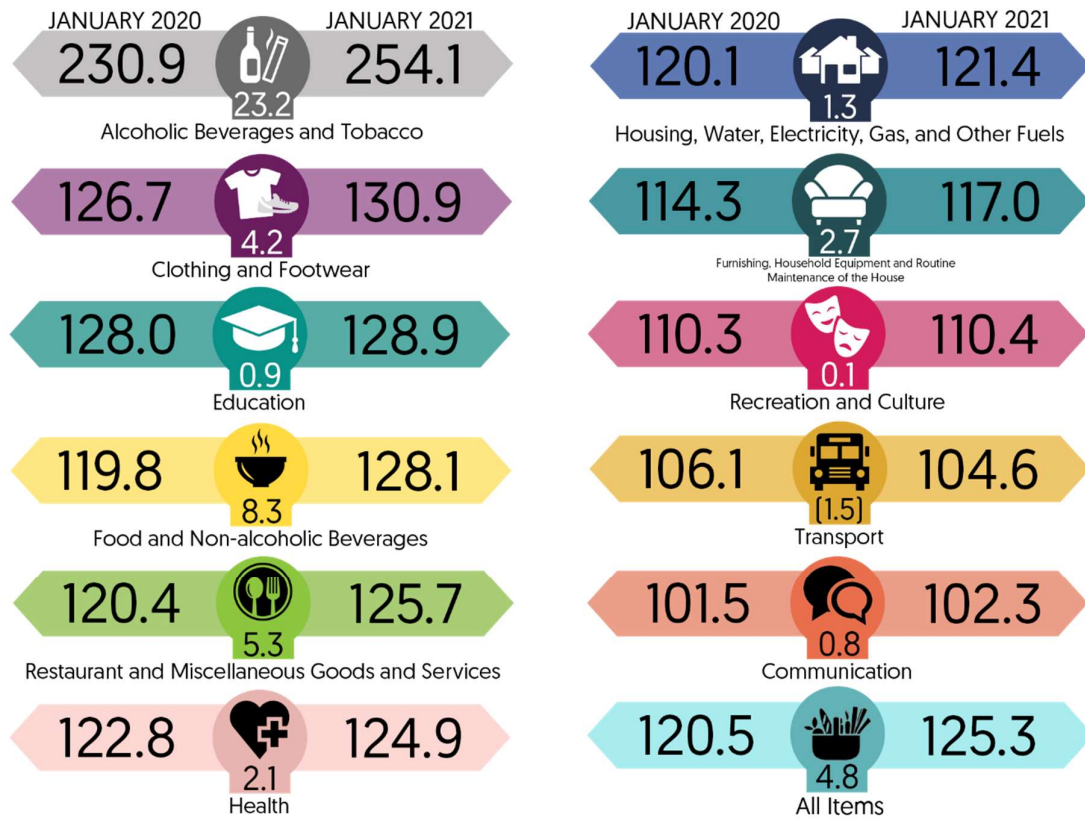 JANUARY 2020 JANUARY 2021
230.9 254.1
23.2
Alcoholic Beverages and Tobacco
126.7 130.9
4.2
Clothing and Footwear
128.0 128.9
0.9
Education
119.8 128.1
8.3
Food and Non-alcoholic Beverages
120.4 125.7
5.3
Restaurant and Miscellaneous Goods and Services
122.8 124.9
2.1
Health
JANUARY 2020 JANUARY 2021
120.1 121.4
1.3
Housing, Water, Electricity, Gas, and Other Fuels
114.3 117.0
2.7
Furnishing, Household Equipment and Routine
Maintenance of the House
110.3 110.4
0.1
Recreation and Culture
106.1 104.6
(1.5)
Transport
101.5 102.3
0.8
Communication
120.5 125.3
4.8
All Items